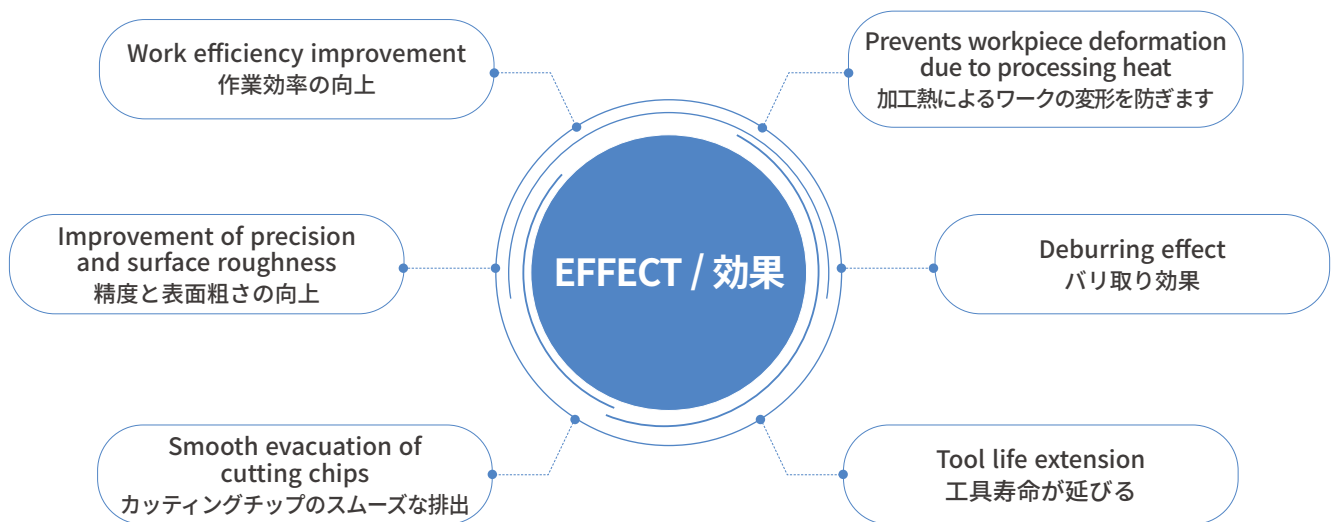 Work efficiency improvement
作業効率の向上
Prevents workpiece deformation
due to processing heat
加工熱によるワークの変形を防ぎます
Improvement of precision
and surface roughness
精度と表面粗さの向上
EFFECT / 効果
Deburring effect
バリ取り効果
Smooth evacuation of
cutting chips
カッティングチップのスムーズな排出
Tool life extension
工具寿命が延びる